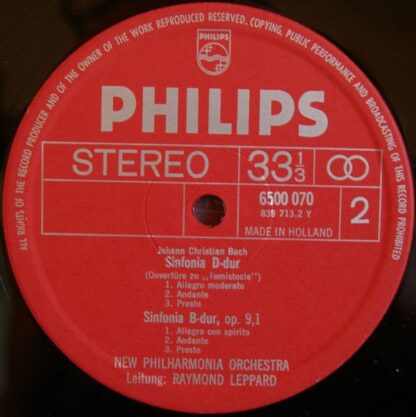 ALL RIGHTS OF THE RECORD PRODUCER AND OF THE OWNER OF THE WORK REPRODUCED RESERVED. COPYING, PUBLIC PERFORMANCE AND BROADCASTING OF THIS RECORD PROHIBITED
PHILIPS
PHILIPS
STEREO 33 1/3
6500 070
839 713.2 Y
2
MADE IN HOLLAND
Johann Christian Bach
Sinfonia D-dur
(Ouvertüre zu „Temistocle")
1. Allegro moderato
2. Andante
3. Presto
Sinfonia B-dur, op. 9,1
1. Allegro con spirito
2. Andante
3. Presto
NEW PHILHARMONIA ORCHESTRA
Leitung: RAYMOND LEPPARD